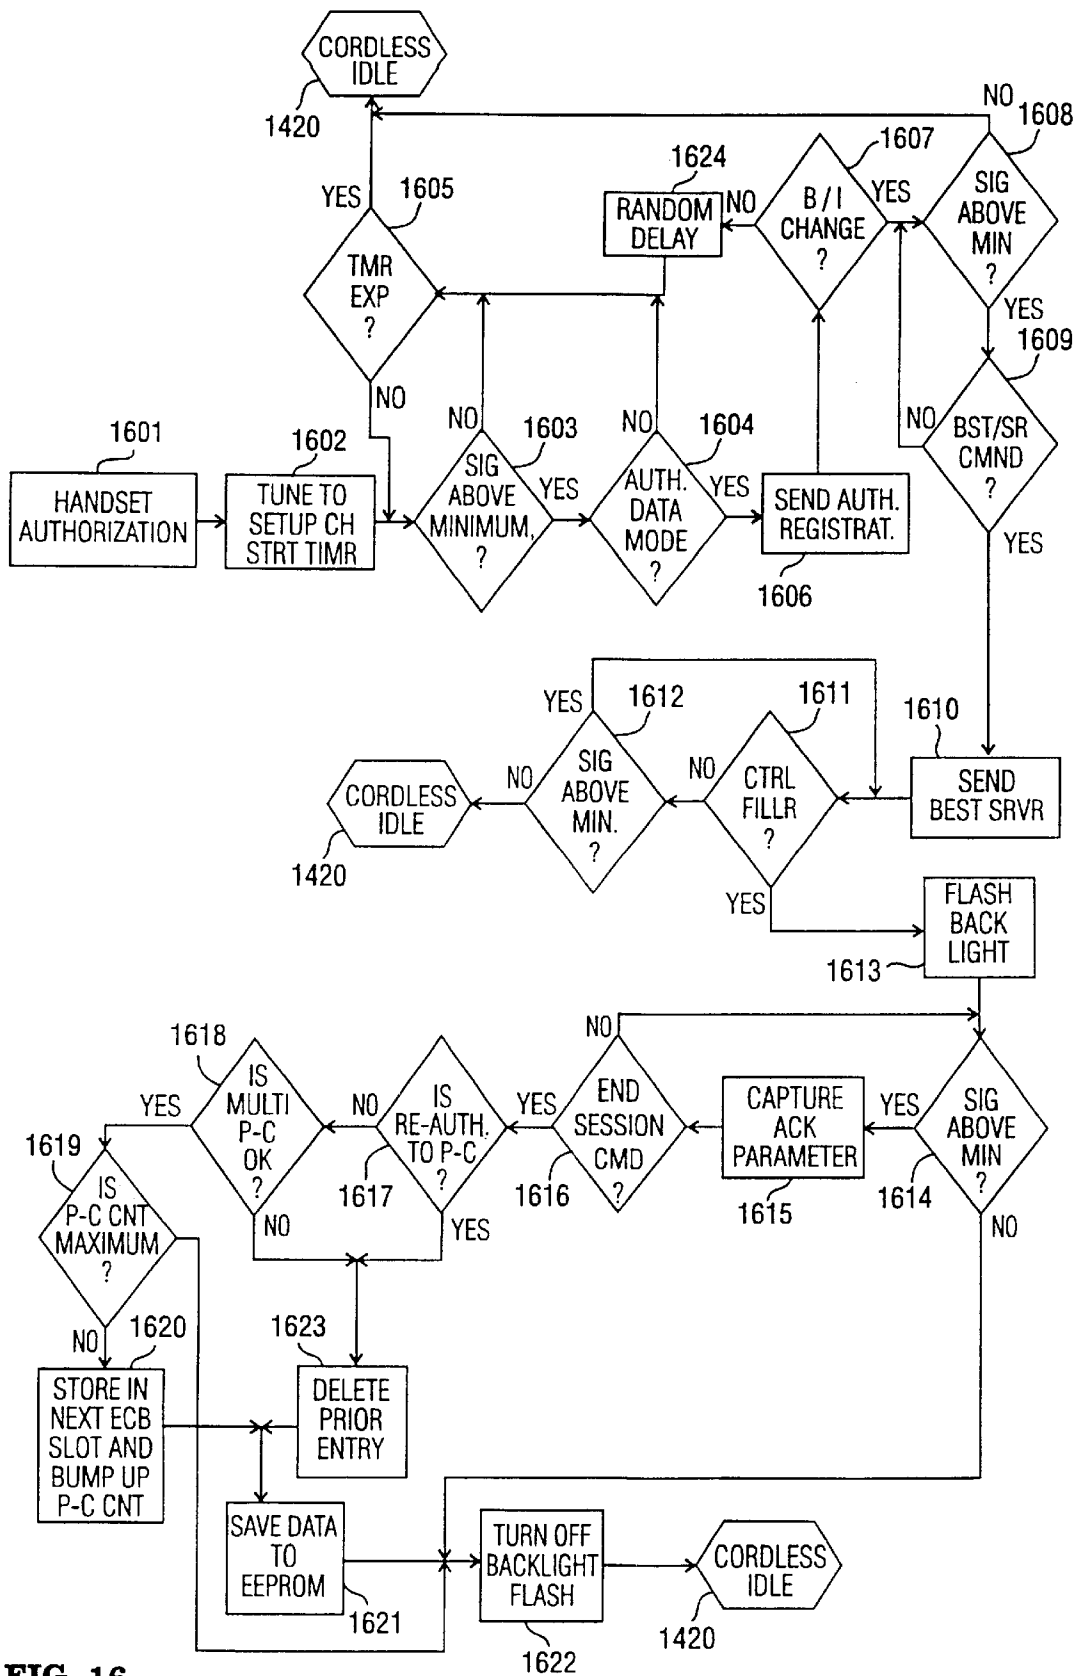 CORDLESS
IDLE
1420
NO
1608
1607
1624
1605
YES
RANDOM
DELAY
NO
B / I
CHANGE
?
YES
SIG
ABOVE
MIN
?
TMR
EXP
?
YES
1609
NO
NO
BST/SR
CMND
?
1601
1602
NO
1603
NO
1604
HANDSET
AUTHORIZATION
TUNE TO
SETUP CH
STRT TIMR
SIG
ABOVE
MINIMUM,
?
YES
AUTH.
DATA
MODE
?
YES
SEND AUTH.
REGISTRAT.
1606
YES
YES
1612
1611
1610
CORDLESS
IDLE
1420
NO
SIG
ABOVE
MIN.
?
NO
CTRL
FILLR
?
SEND
BEST SRVR
YES
FLASH
BACK
LIGHT
1613
1618
NO
YES
IS
MULTI
P-C
OK
?
NO
IS
RE-AUTH.
TO P-C
?
1617
YES
END
SESSION
CMD
?
1616
CAPTURE
ACK
PARAMETER
1615
YES
SIG
ABOVE
MIN
?
1614
1619
IS
P-C CNT
MAXIMUM
?
NO
YES
NO
NO
1620
1623
STORE IN
NEXT ECB
SLOT AND
BUMP UP
P-C CNT
DELETE
PRIOR
ENTRY
SAVE DATA
TO
EEPROM
1621
TURN OFF
BACKLIGHT
FLASH
1622
CORDLESS
IDLE
1420
FIG. 16